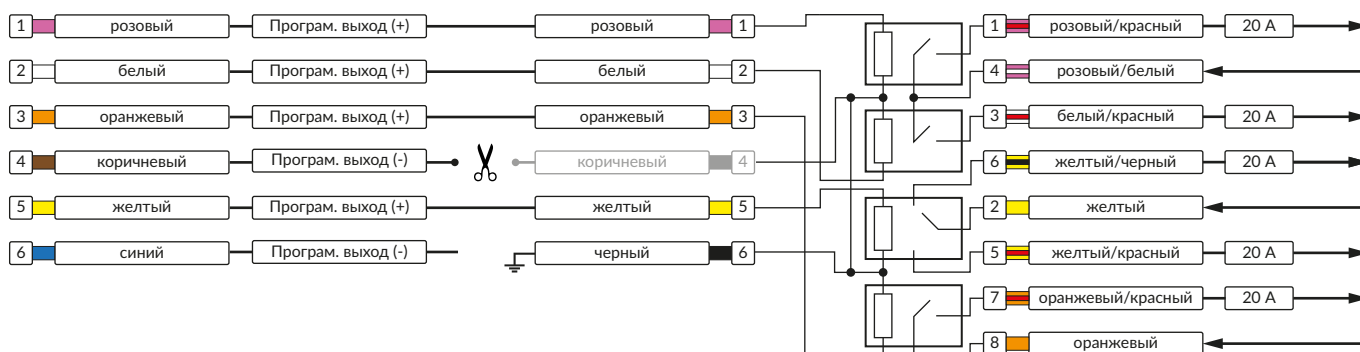 1 розовый Програм. выход (+) розовый 1 1 розовый/красный 20 А
2 белый Програм. выход (+) белый 2 4 розовый/белый
3 оранжевый Програм. выход (+) оранжевый 3 3 белый/красный 20 А
4 коричневый Програм. выход (-) коричневый 4 6 желтый/черный 20 А
5 желтый Програм. выход (+) желтый 5 2 желтый
6 синий Програм. выход (-) черный 6 5 желтый/красный 20 А
7 оранжевый/красный 20 А
8 оранжевый